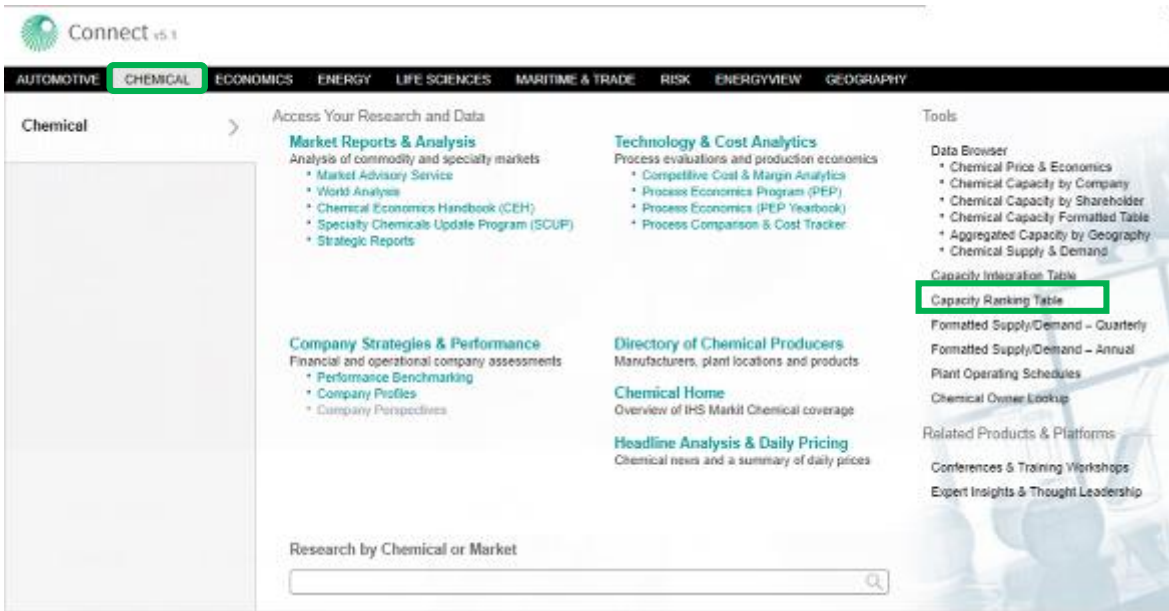 Connect v5.1
AUTOMOTIVE CHEMICAL ECONOMICS ENERGY LIFE SCIENCES MARITIME & TRADE RISK ENERGYVIEW GEOGRAPHY
Chemical
Access Your Research and Data
Market Reports & Analysis
Analysis of commodity and specialty markets
* Market Advisory Service
* World Analysis
* Chemical Economics Handbook (CEH)
* Specialty Chemicals Update Program (SCUP)
* Strategic Reports
Technology & Cost Analytics
Process evaluations and production economics
* Competitive Cost & Margin Analytics
* Process Economics Program (PEP)
* Process Economics (PEP Yearbook)
* Process Comparison & Cost Tracker
Company Strategies & Performance
Financial and operational company assessments
* Performance Benchmarking
* Company Profiles
* Company Perspectives
Directory of Chemical Producers
Manufacturers, plant locations and products
Chemical Home
Overview of IHS Markit Chemical coverage
Headline Analysis & Daily Pricing
Chemical news and a summary of daily prices
Research by Chemical or Market
Tools
Data Browser
* Chemical Price & Economics
* Chemical Capacity by Company
* Chemical Capacity by Shareholder
* Chemical Capacity Formatted Table
* Aggregated Capacity by Geography
* Chemical Supply & Demand
Capacity Integration Table
Capacity Ranking Table
Formatted Supply/Demand – Quarterly
Formatted Supply/Demand – Annual
Plant Operating Schedules
Chemical Owner Lookup
Related Products & Platforms
Conferences & Training Workshops
Expert Insights & Thought Leadership